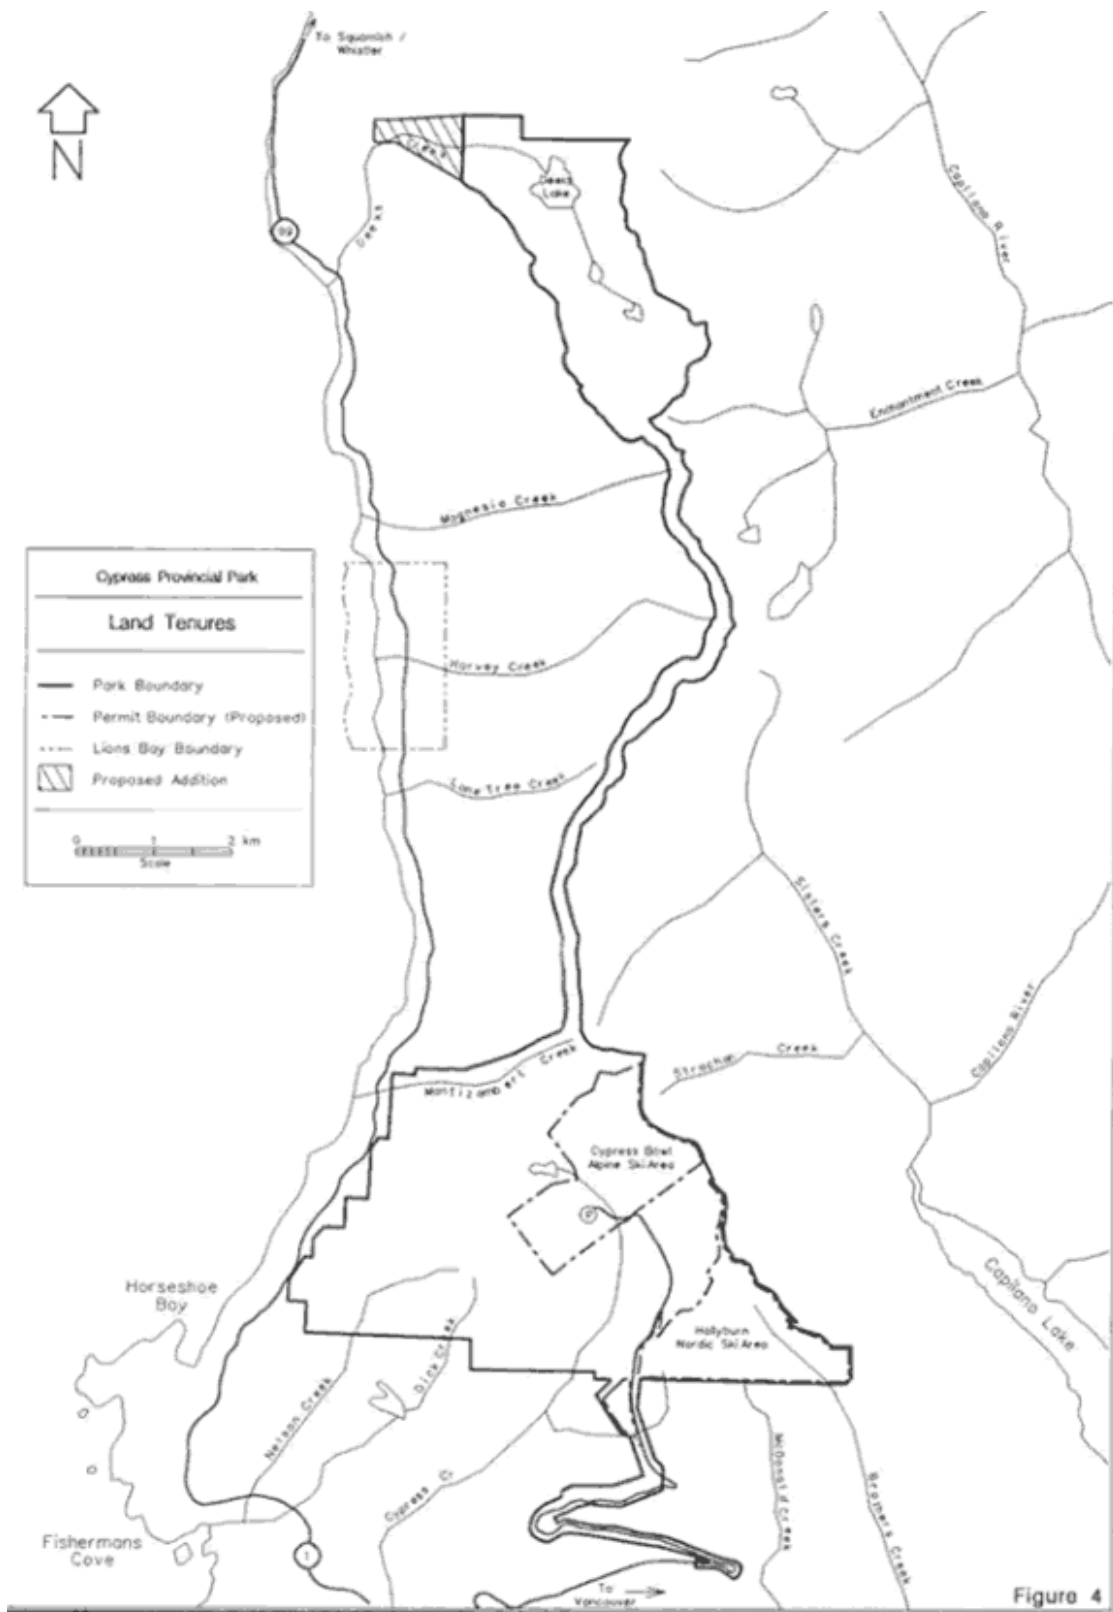 To Squamish /
Whistler
N
Creek
Deeks
Lake
99
Deeks
Capilano River
Enchantment Creek
Magnesia Creek
Cypress Provincial Park
Land Tenures
Park Boundary
Permit Boundary (Proposed)
Lions Bay Boundary
Proposed Addition
0 1 2 km
Scale
Harvey Creek
Lone Tree Creek
Sisters Creek
Capilano River
Strachan Creek
Montizambert Creek
Cypress Bowl
Alpine Ski Area
P
Horseshoe
Bay
Capilano Lake
Hollyburn
Nordic Ski Area
Dick Creek
Nelson Creek
Cypress Cr
McDonald Creek
Brothers Creek
Fishermans
Cove
1
To
Vancouver
Figure 4